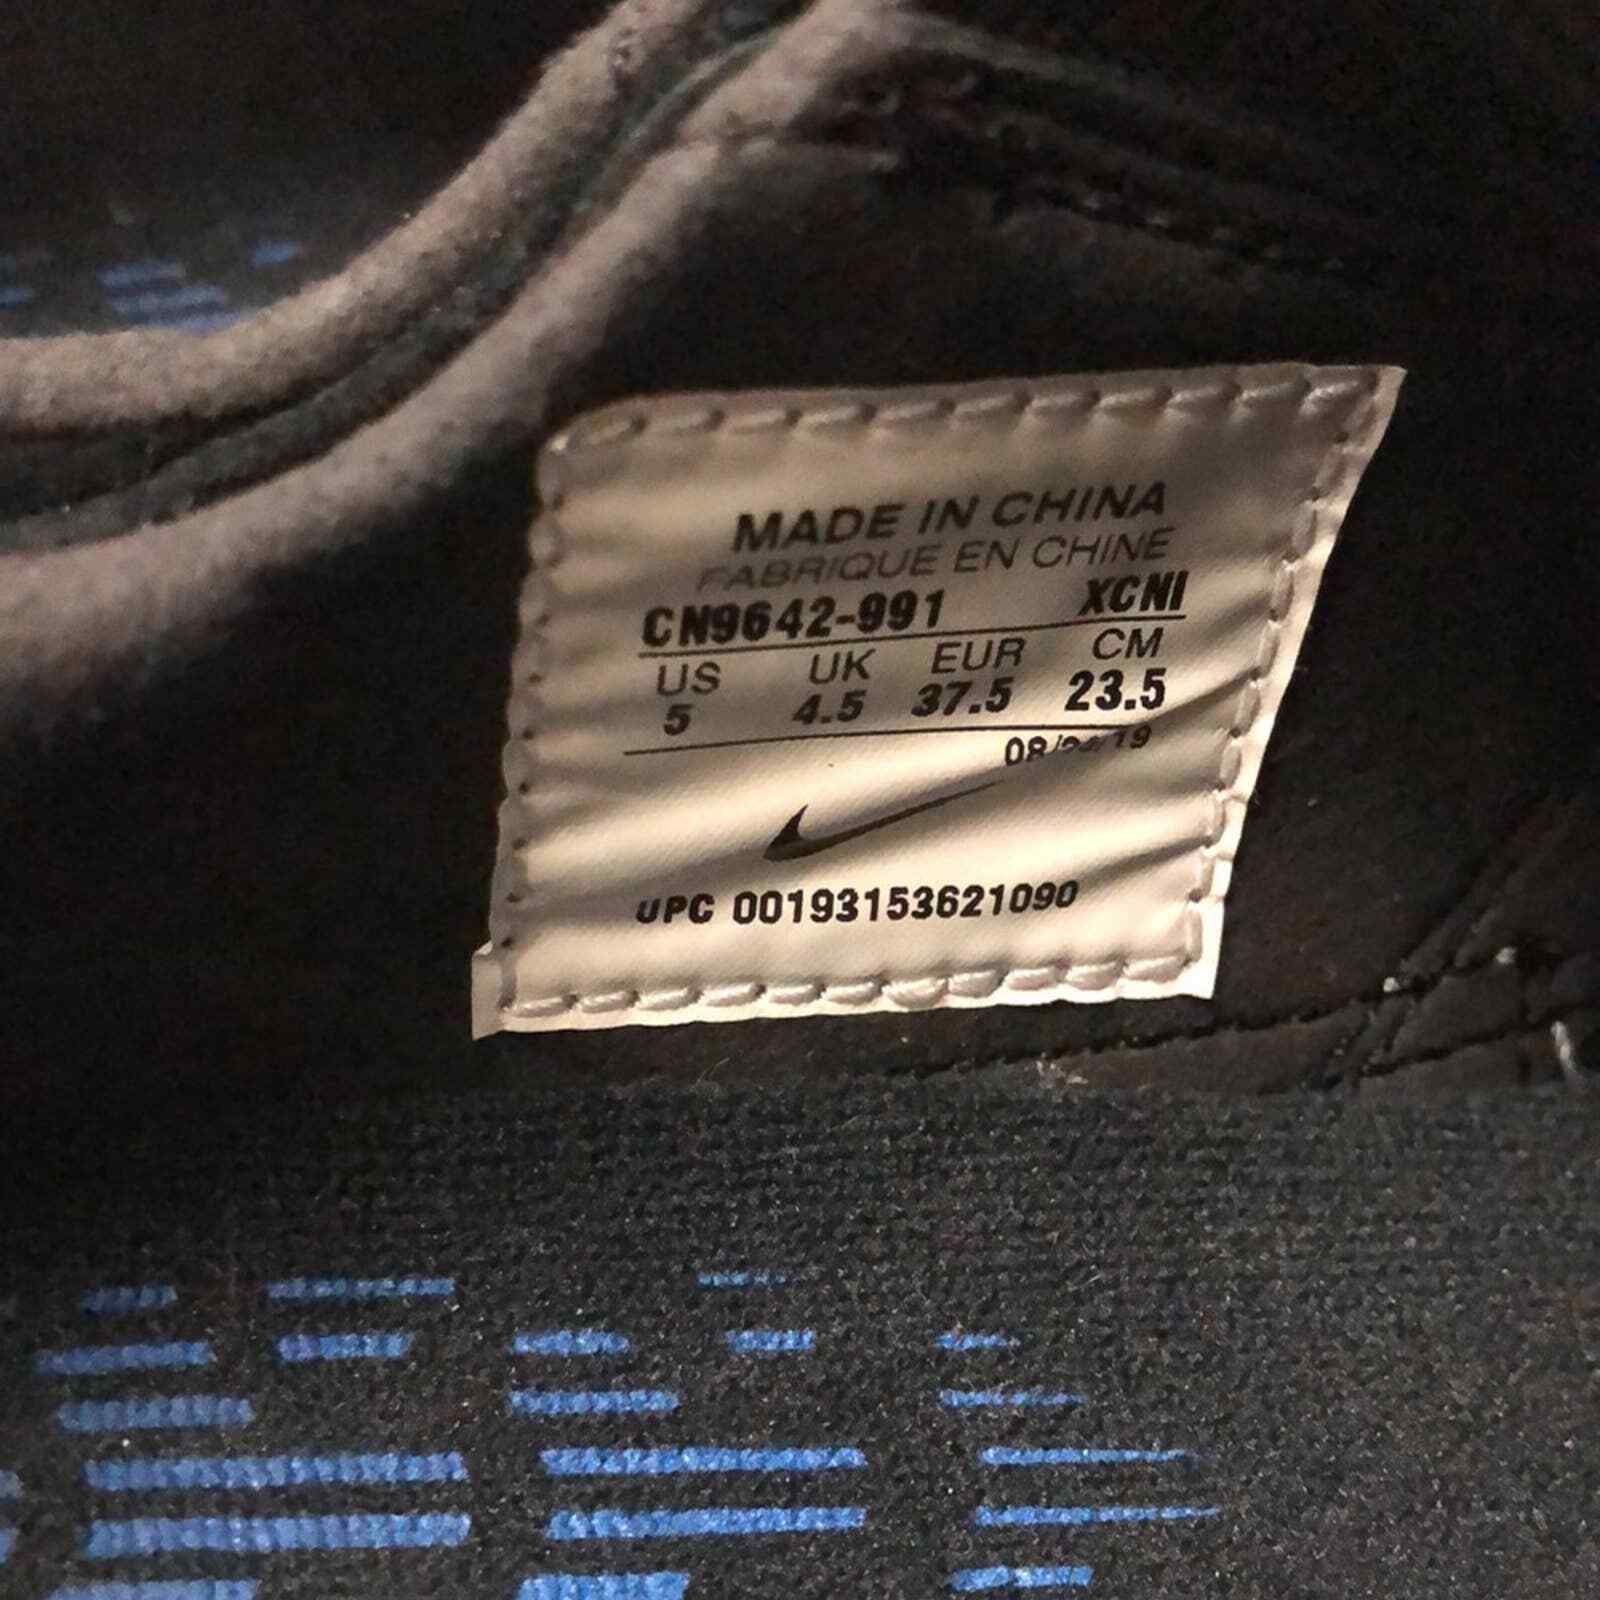 MADE IN CHINA
FABRIQUE EN CHINE
CN9642-991 XCNI
US UK EUR CM
5 4.5 37.5 23.5
UPC 00193153621090